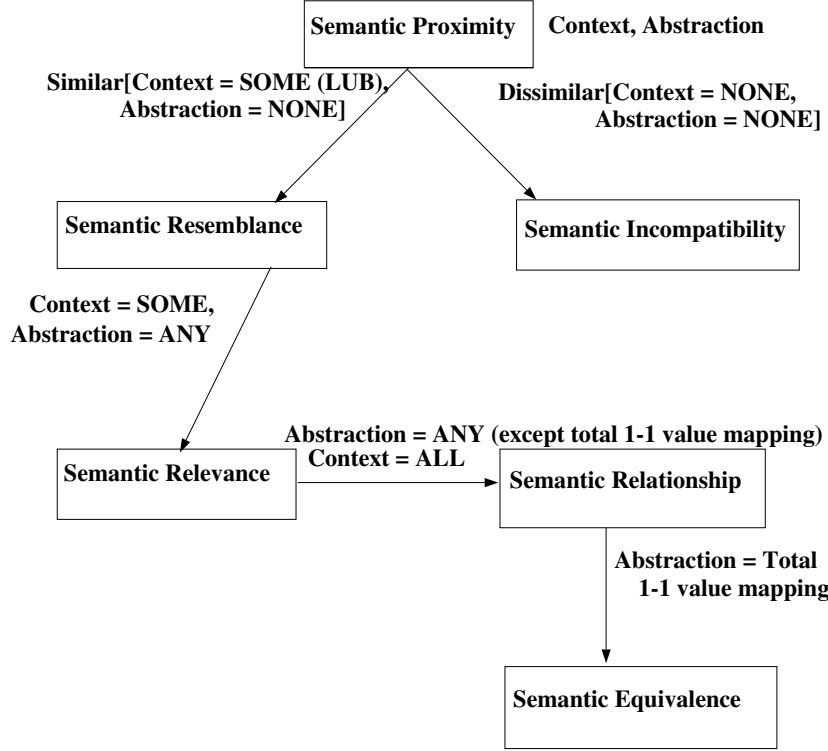 Semantic Proximity
Context, Abstraction
Similar[Context = SOME (LUB),
Abstraction = NONE]
Dissimilar[Context = NONE,
Abstraction = NONE]
Semantic Resemblance
Semantic Incompatibility
Context = SOME,
Abstraction = ANY
Abstraction = ANY (except total 1-1 value mapping)
Context = ALL
Semantic Relevance
Semantic Relationship
Abstraction = Total
1-1 value mapping
Semantic Equivalence